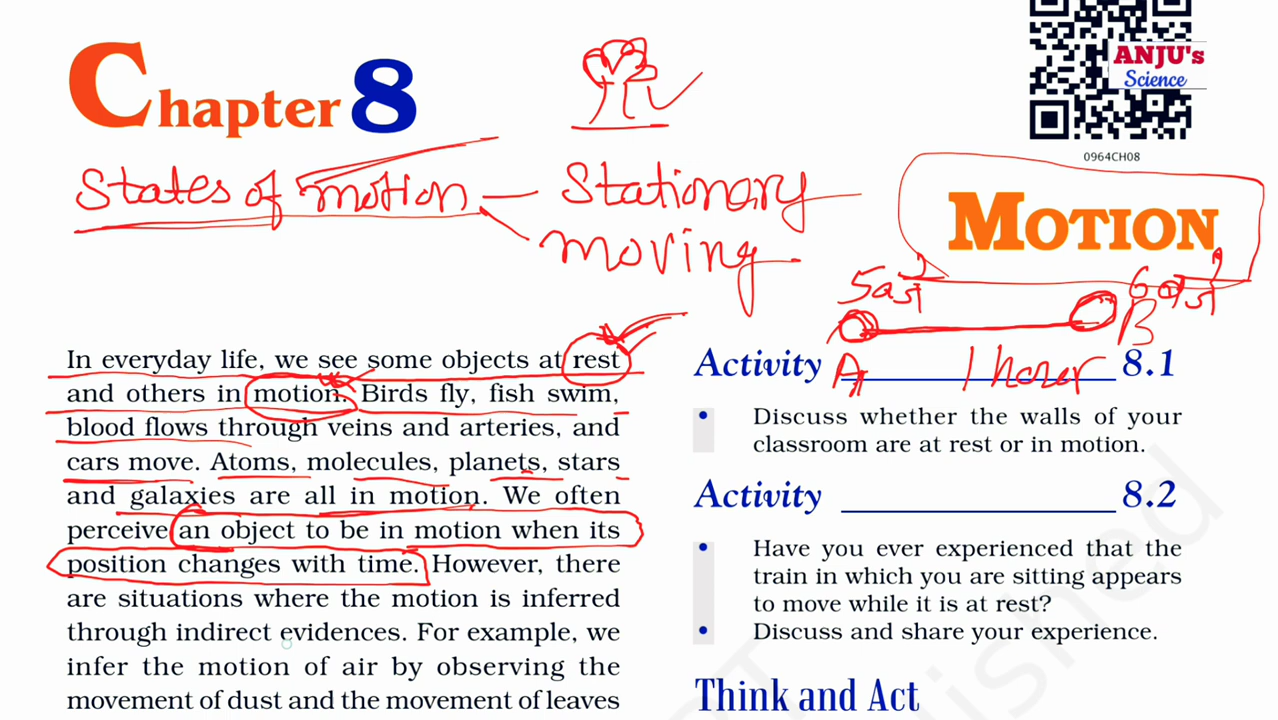 Chapter 8
ANJU's
Science
0964CH08
States of motion — Stationary
moving
MOTION
5
6
A
B
1 hour
In everyday life, we see some objects at rest
and others in motion. Birds fly, fish swim,
blood flows through veins and arteries, and
cars move. Atoms, molecules, planets, stars
and galaxies are all in motion. We often
perceive an object to be in motion when its
position changes with time. However, there
are situations where the motion is inferred
through indirect evidences. For example, we
infer the motion of air by observing the
movement of dust and the movement of leaves
Activity 8.1
• Discuss whether the walls of your
classroom are at rest or in motion.
Activity 8.2
• Have you ever experienced that the
train in which you are sitting appears
to move while it is at rest?
• Discuss and share your experience.
Think and Act